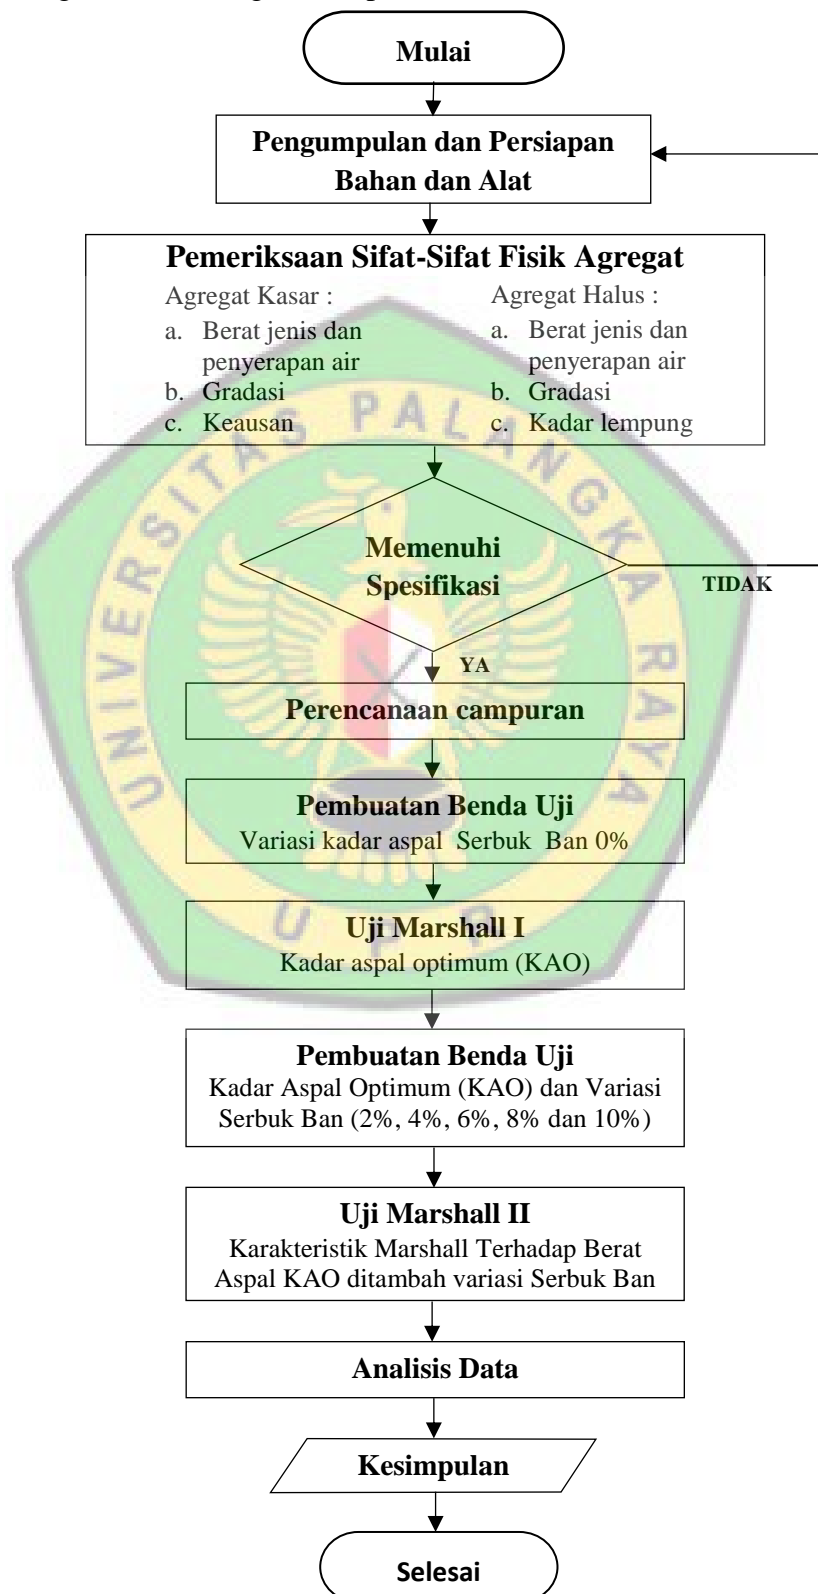 Mulai
Pengumpulan dan Persiapan
Bahan dan Alat
Pemeriksaan Sifat-Sifat Fisik Agregat
Agregat Kasar :
a. Berat jenis dan
penyerapan air
b. Gradasi
c. Keausan
Agregat Halus :
a. Berat jenis dan
penyerapan air
b. Gradasi
c. Kadar lempung
Memenuhi
Spesifikasi
TIDAK
YA
Perencanaan campuran
Pembuatan Benda Uji
Variasi kadar aspal Serbuk Ban 0%
Uji Marshall I
Kadar aspal optimum (KAO)
Pembuatan Benda Uji
Kadar Aspal Optimum (KAO) dan Variasi
Serbuk Ban (2%, 4%, 6%, 8% dan 10%)
Uji Marshall II
Karakteristik Marshall Terhadap Berat
Aspal KAO ditambah variasi Serbuk Ban
Analisis Data
Kesimpulan
Selesai
UNIVERSITAS PALANGKA RAYA
U P R